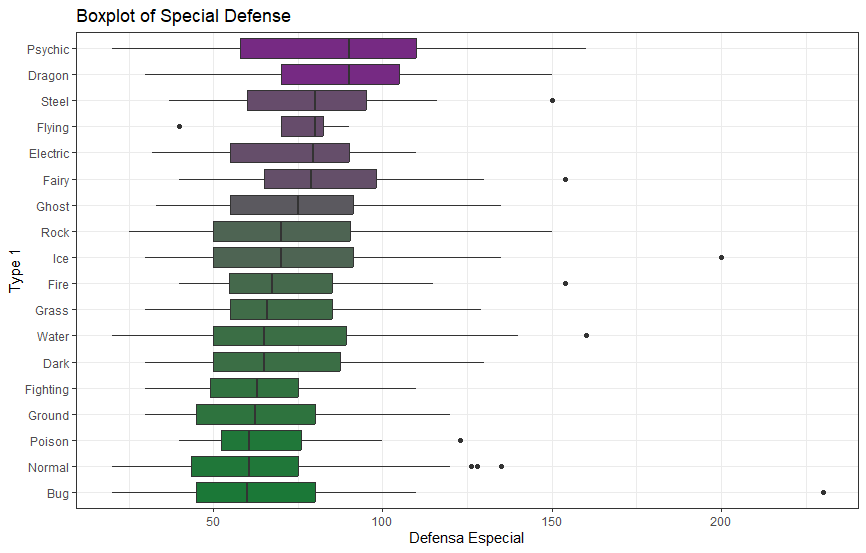 Boxplot of Special Defense
Type 1
Psychic
Dragon
Steel
Flying
Electric
Fairy
Ghost
Rock
Ice
Fire
Grass
Water
Dark
Fighting
Ground
Poison
Normal
Bug
50 100 150 200
Defensa Especial